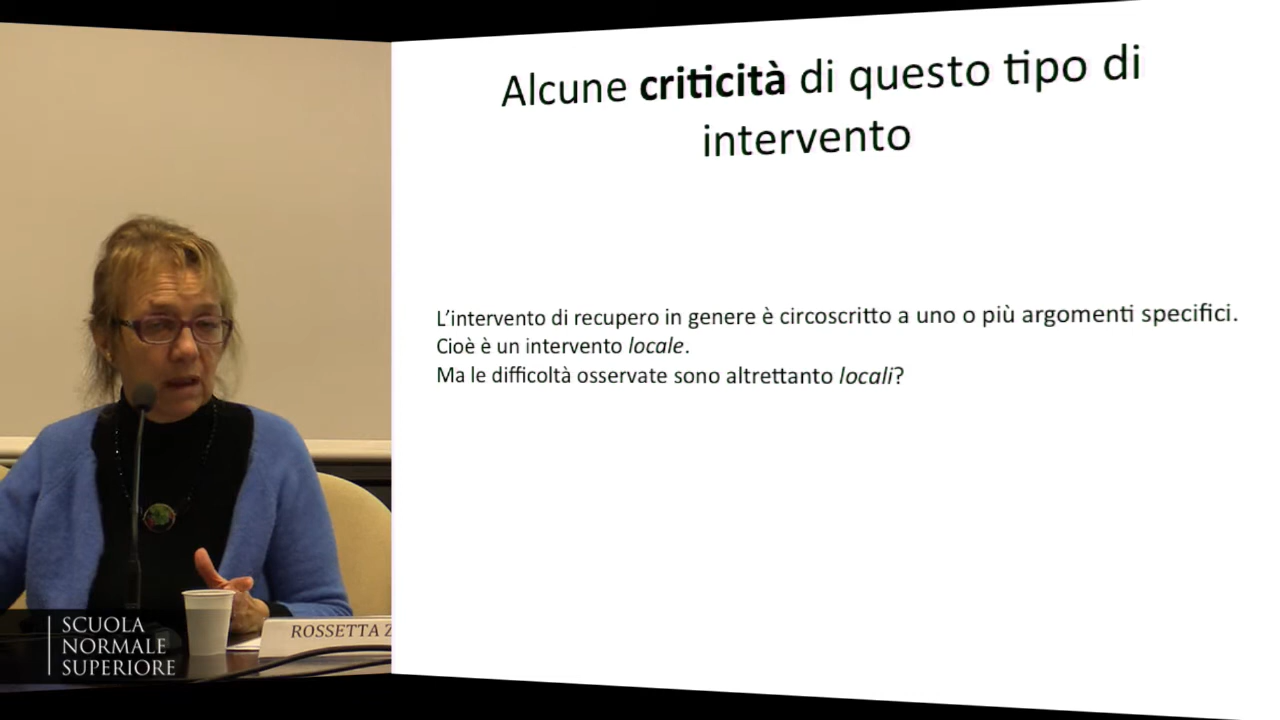 Alcune criticità di questo tipo di
intervento
L'intervento di recupero in genere è circoscritto a uno o più argomenti specifici.
Cioè è un intervento locale.
Ma le difficoltà osservate sono altrettanto locali?
SCUOLA
NORMALE
SUPERIORE
ROSSETTA Z